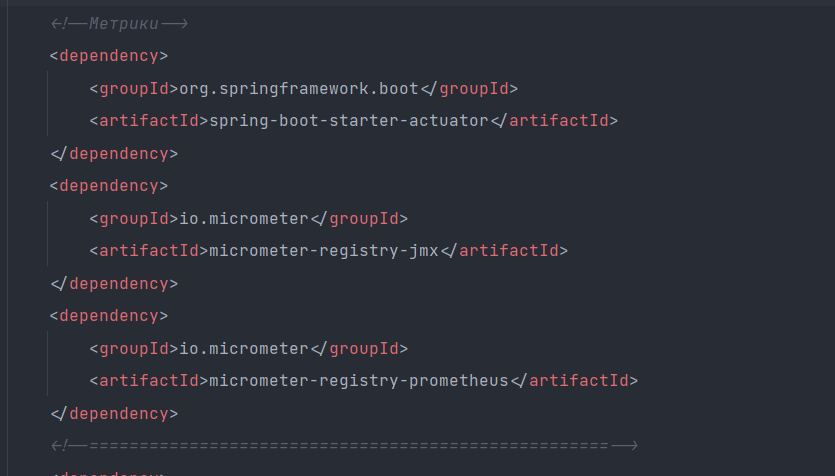 <!--Метрики-->
<dependency>
<groupId>org.springframework.boot</groupId>
<artifactId>spring-boot-starter-actuator</artifactId>
</dependency>
<dependency>
<groupId>io.micrometer</groupId>
<artifactId>micrometer-registry-jmx</artifactId>
</dependency>
<dependency>
<groupId>io.micrometer</groupId>
<artifactId>micrometer-registry-prometheus</artifactId>
</dependency>
<!--====================================================-->
<dependency>